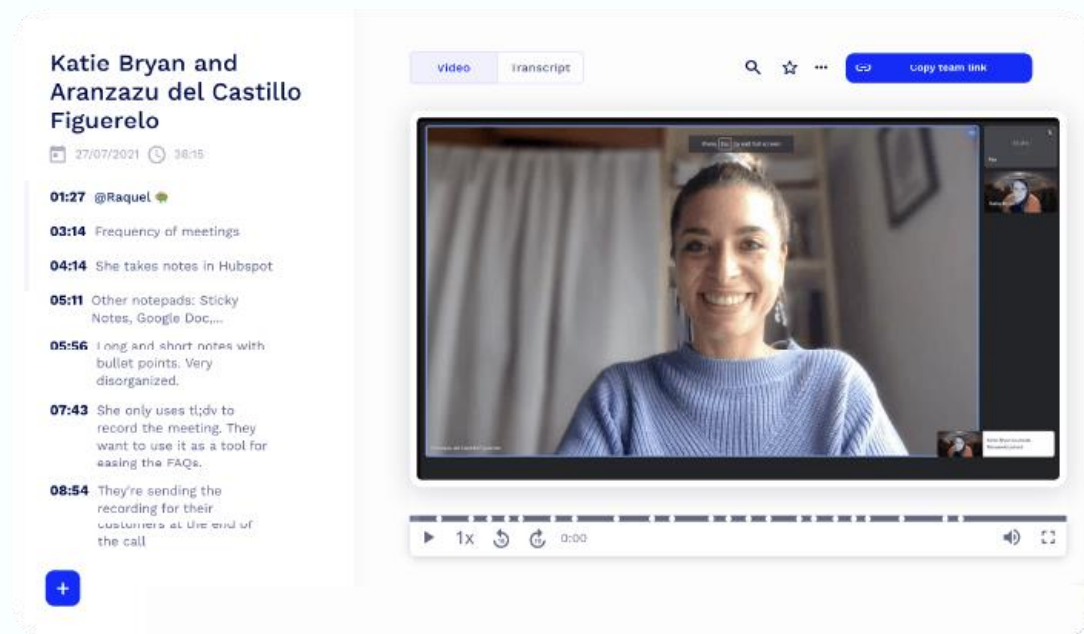 Katie Bryan and
Aranzazu del Castillo
Figuerelo
27/07/2021 36:15
01:27 @Raquel
03:14 Frequency of meetings
04:14 She takes notes in Hubspot
05:11 Other notepads: Sticky
Notes, Google Doc,...
05:56 Long and short notes with
bullet points. Very
disorganized.
07:43 She only uses tl;dv to
record the meeting. They
want to use it as a tool for
easing the FAQs.
08:54 They're sending the
recording for their
customers at the end of
the call
+
Video Transcript
Copy team link
1x 0:00